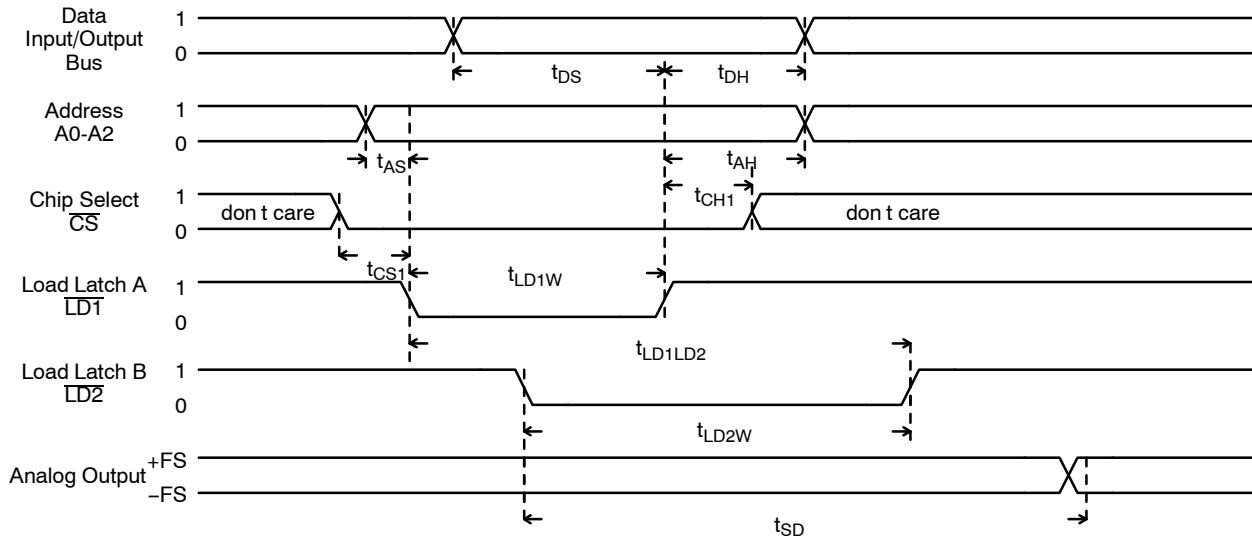 Data
Input/Output
Bus
1
0
tDS
tDH
Address
A0-A2
1
0
tAS
tAH
Chip Select
CS
1
0
don t care
tCH1
don t care
tCS1
tLD1W
Load Latch A
LD1
1
0
tLD1LD2
Load Latch B
LD2
1
0
tLD2W
Analog Output
+FS
−FS
tSD